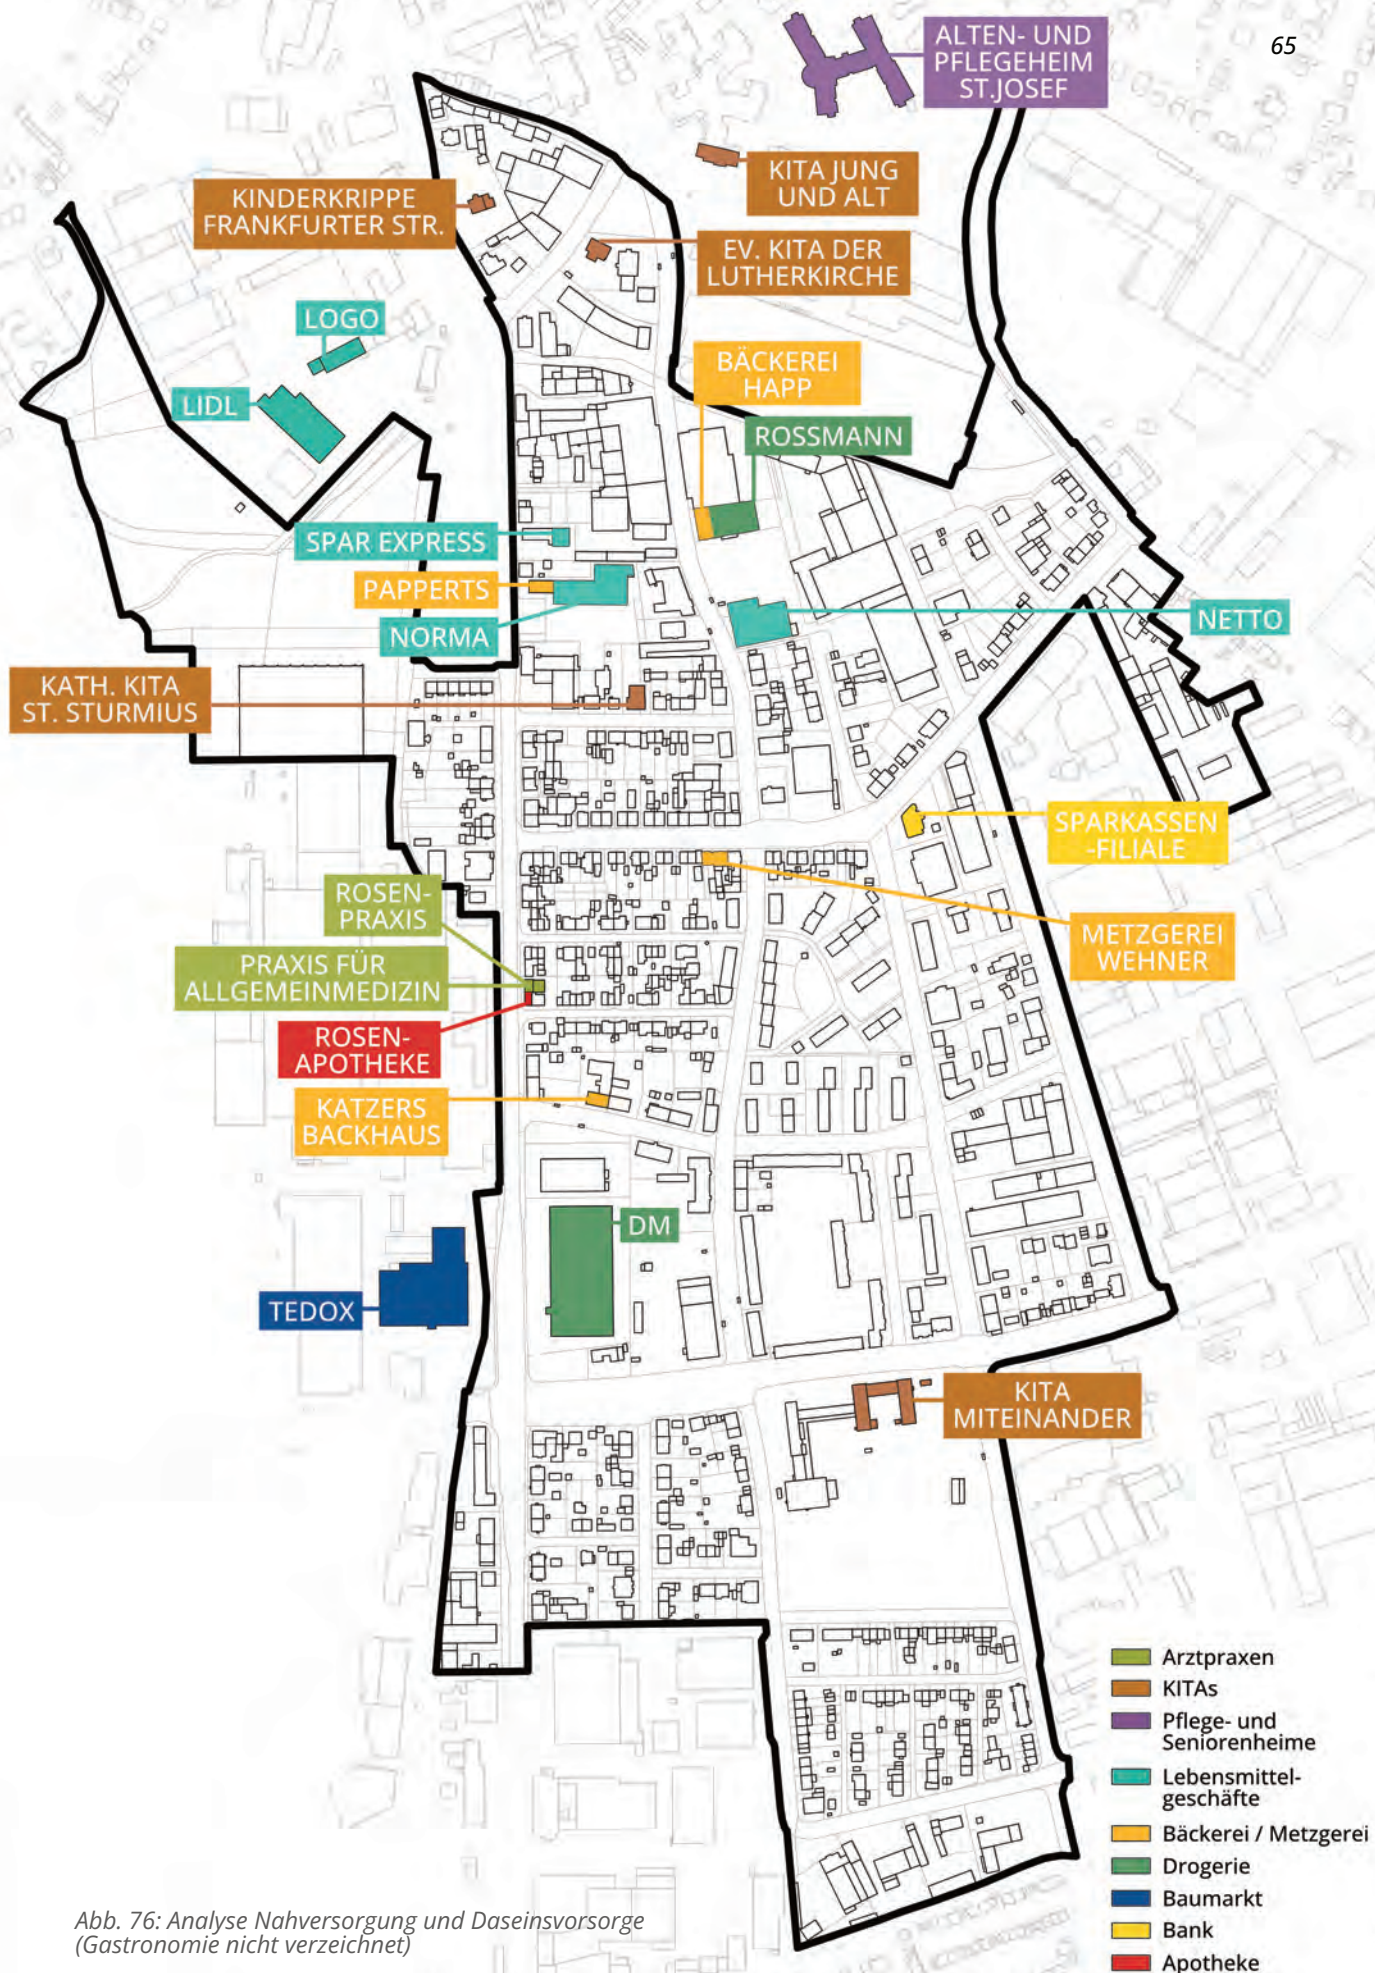 65
ALTEN- UND
PFLEGEHEIM
ST.JOSEF
KITA JUNG
UND ALT
KINDERKRIPPE
FRANKFURTER STR.
EV. KITA DER
LUTHERKIRCHE
LOGO
LIDL
BÄCKEREI
HAPP
ROSSMANN
SPAR EXPRESS
PAPPERTS
NORMA
NETTO
KATH. KITA
ST. STURMIUS
SPARKASSEN
-FILIALE
ROSEN-
PRAXIS
METZGEREI
WEHNER
PRAXIS FÜR
ALLGEMEINMEDIZIN
ROSEN-
APOTHEKE
KATZERS
BACKHAUS
DM
TEDOX
KITA
MITEINANDER
Arztpraxen
KITAs
Pflege- und
Seniorenheime
Lebensmittel-
geschäfte
Bäckerei / Metzgerei
Drogerie
Baumarkt
Bank
Apotheke
Abb. 76: Analyse Nahversorgung und Daseinsvorsorge
(Gastronomie nicht verzeichnet)